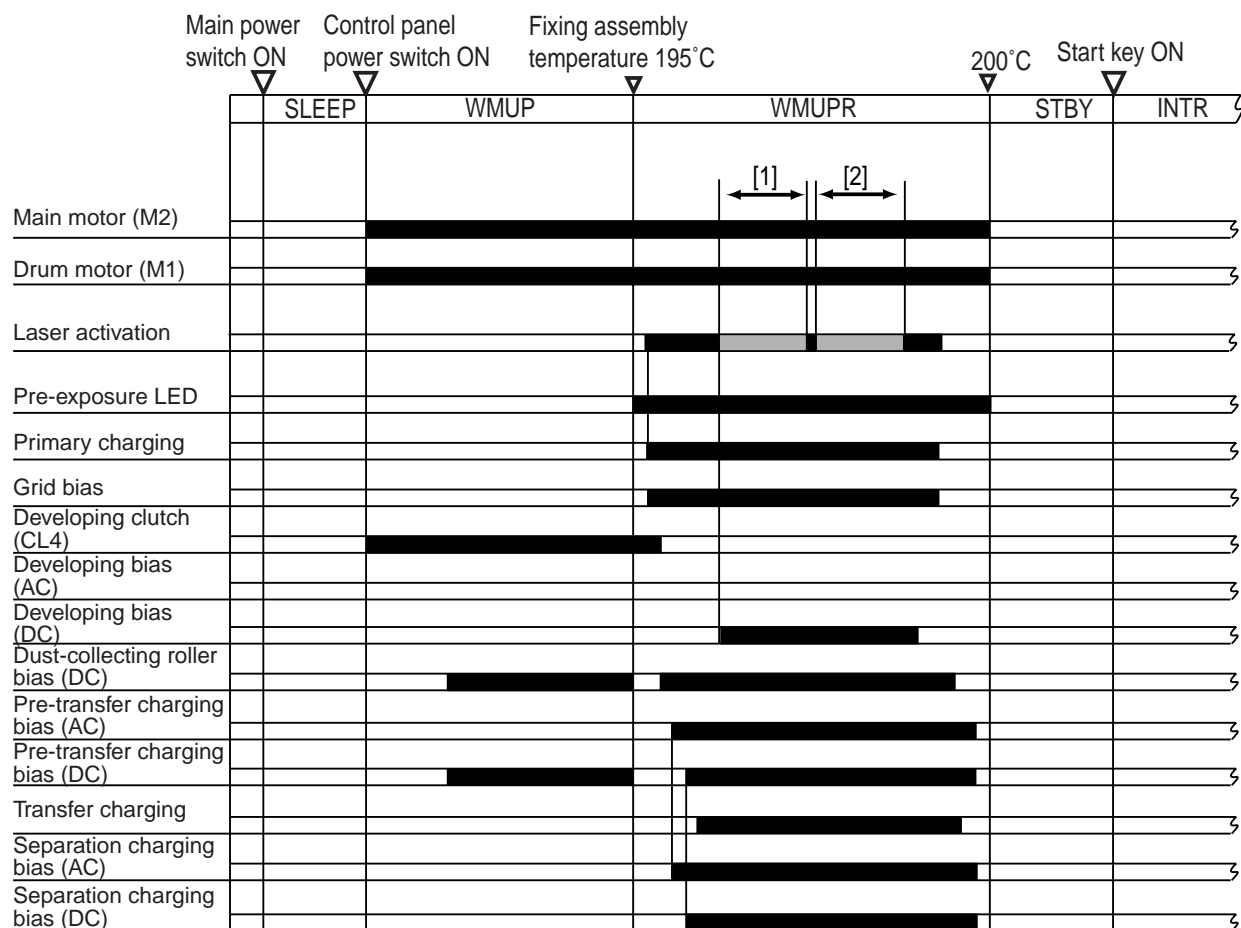 Main power
switch ON
Control panel
power switch ON
Fixing assembly
temperature 195˚C
200˚C
Start key ON
SLEEP
WMUP
WMUPR
STBY
INTR
[1]
[2]
Main motor (M2)
Drum motor (M1)
Laser activation
Pre-exposure LED
Primary charging
Grid bias
Developing clutch
(CL4)
Developing bias
(AC)
Developing bias
(DC)
Dust-collecting roller
bias (DC)
Pre-transfer charging
bias (AC)
Pre-transfer charging
bias (DC)
Transfer charging
Separation charging
bias (AC)
Separation charging
bias (DC)